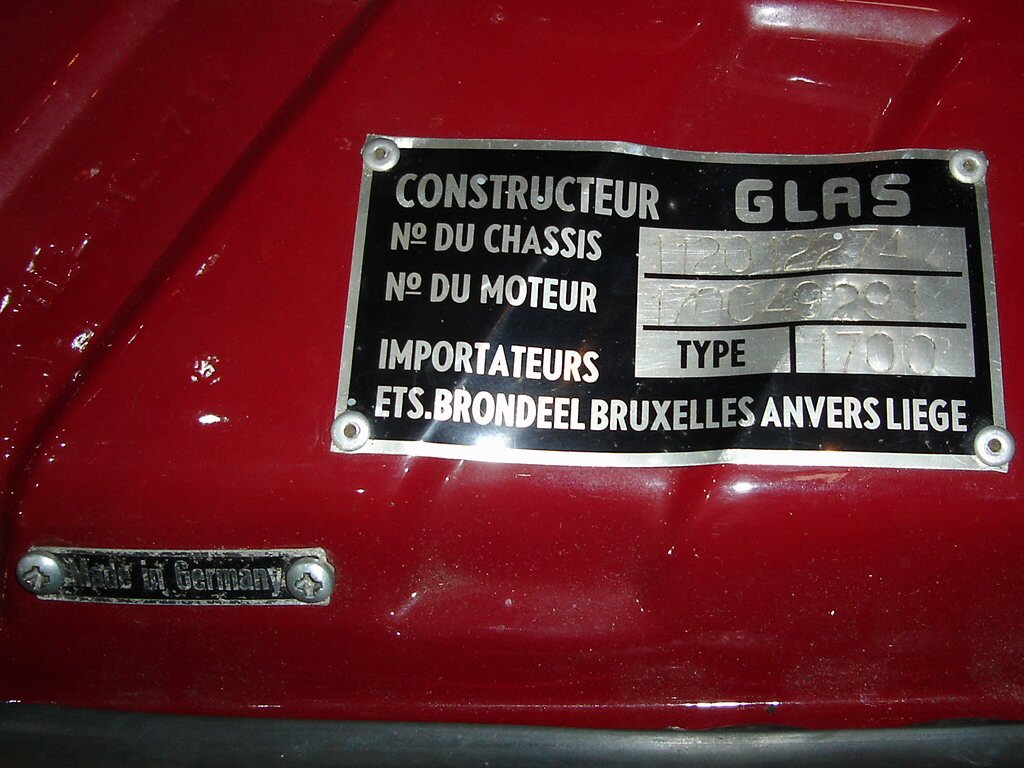 CONSTRUCTEUR GLAS
Nº DU CHASSIS 112012274
Nº DU MOTEUR
TYPE 1700
IMPORTATEURS
ETS.BRONDEEL BRUXELLES ANVERS LIEGE
Made in Germany